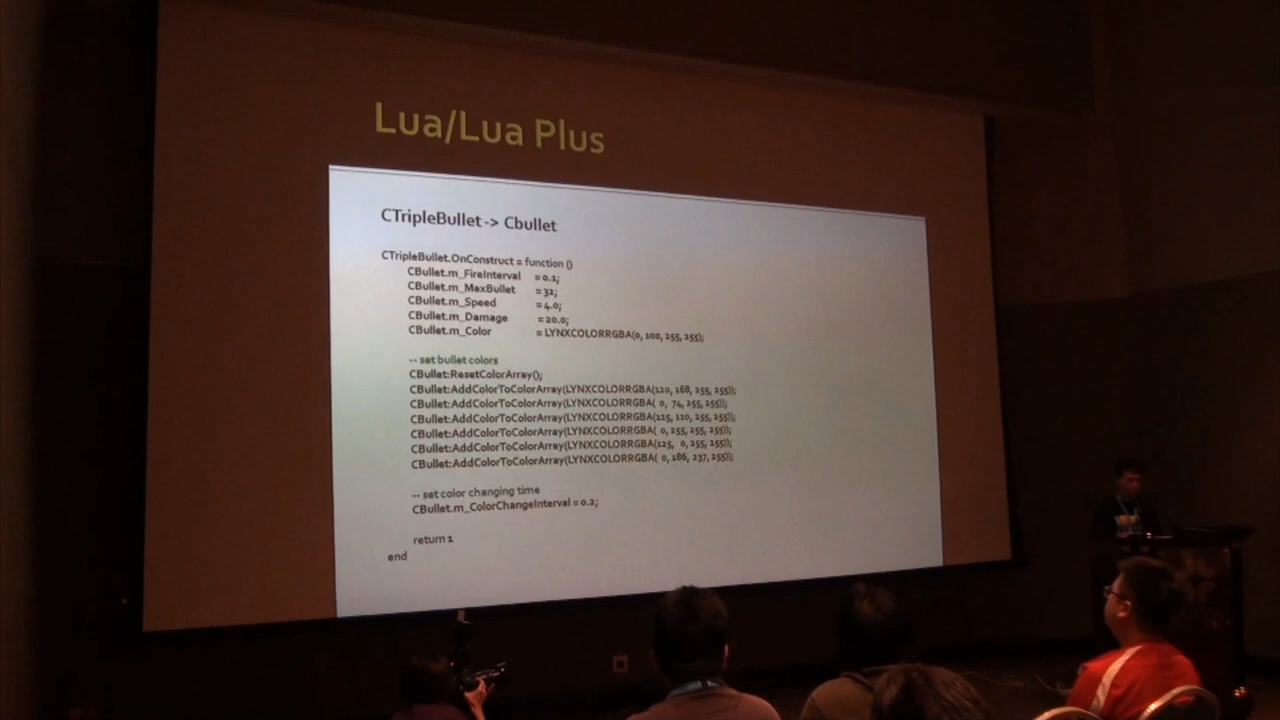 Lua/Lua Plus
CTripleBullet -> Cbullet
CTripleBullet.OnConstruct = function ()
CBullet.m_FireInterval = 0.1;
CBullet.m_MaxBullet = 32;
CBullet.m_Speed = 4.0;
CBullet.m_Damage = 20.0;
CBullet.m_Color = LYNXCOLORRGBA(0, 100, 255, 255);
-- set bullet colors
CBullet:ResetColorArray();
CBullet:AddColorToColorArray(LYNXCOLORRGBA(120, 168, 255, 255));
CBullet:AddColorToColorArray(LYNXCOLORRGBA( 0, 74, 255, 255));
CBullet:AddColorToColorArray(LYNXCOLORRGBA(125, 110, 255, 255));
CBullet:AddColorToColorArray(LYNXCOLORRGBA( 0, 255, 255, 255));
CBullet:AddColorToColorArray(LYNXCOLORRGBA(125, 0, 255, 255));
CBullet:AddColorToColorArray(LYNXCOLORRGBA( 0, 186, 237, 255));
-- set color changing time
CBullet.m_ColorChangeInterval = 0.2;
return 1
end